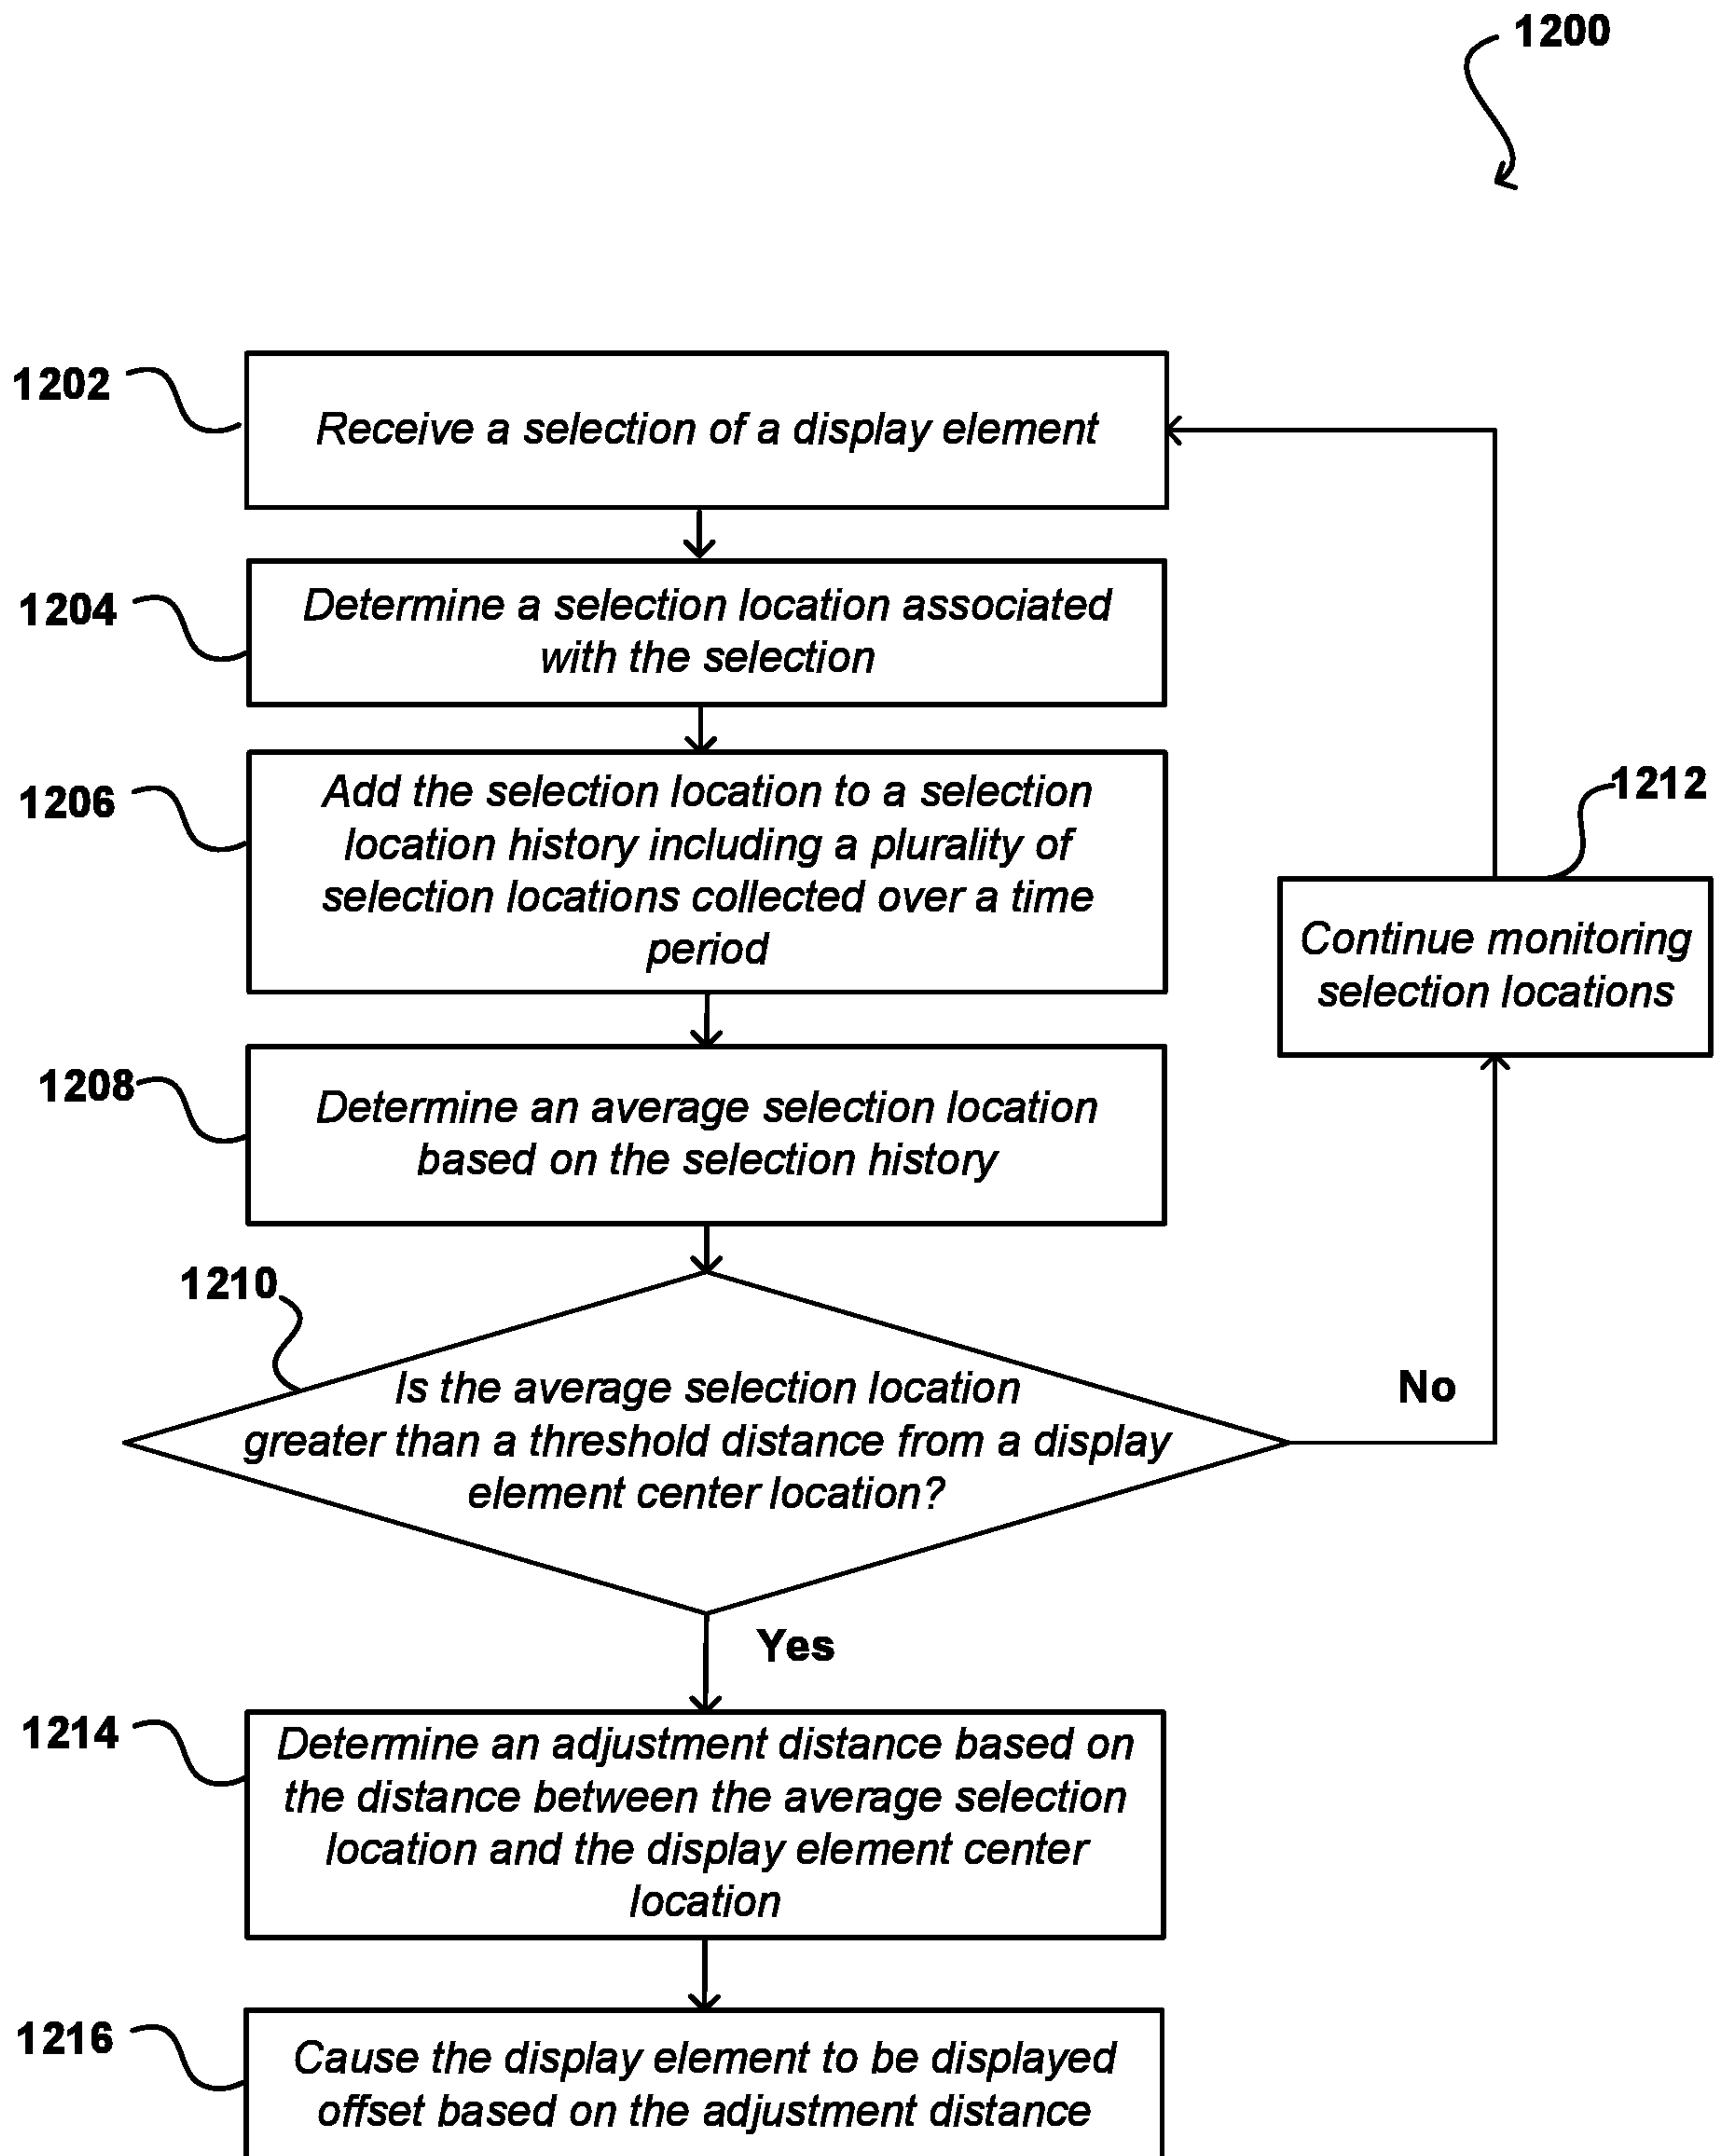 1200
1202
Receive a selection of a display element
1204
Determine a selection location associated
with the selection
1206
Add the selection location to a selection
location history including a plurality of
selection locations collected over a time
period
1212
Continue monitoring
selection locations
1208
Determine an average selection location
based on the selection history
1210
Is the average selection location
greater than a threshold distance from a display
element center location?
No
Yes
1214
Determine an adjustment distance based on
the distance between the average selection
location and the display element center
location
1216
Cause the display element to be displayed
offset based on the adjustment distance